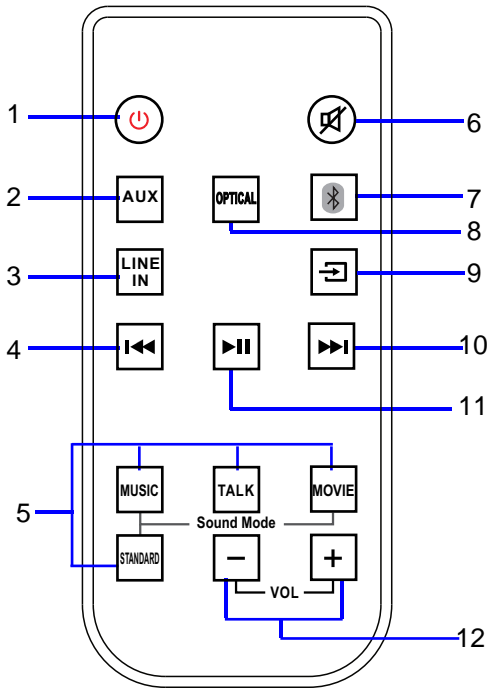 1
6
2
AUX
OPTICAL
7
8
3
LINE
IN
9
4
10
11
5
MUSIC
TALK
MOVIE
Sound Mode
STANDARD
−
+
VOL
12